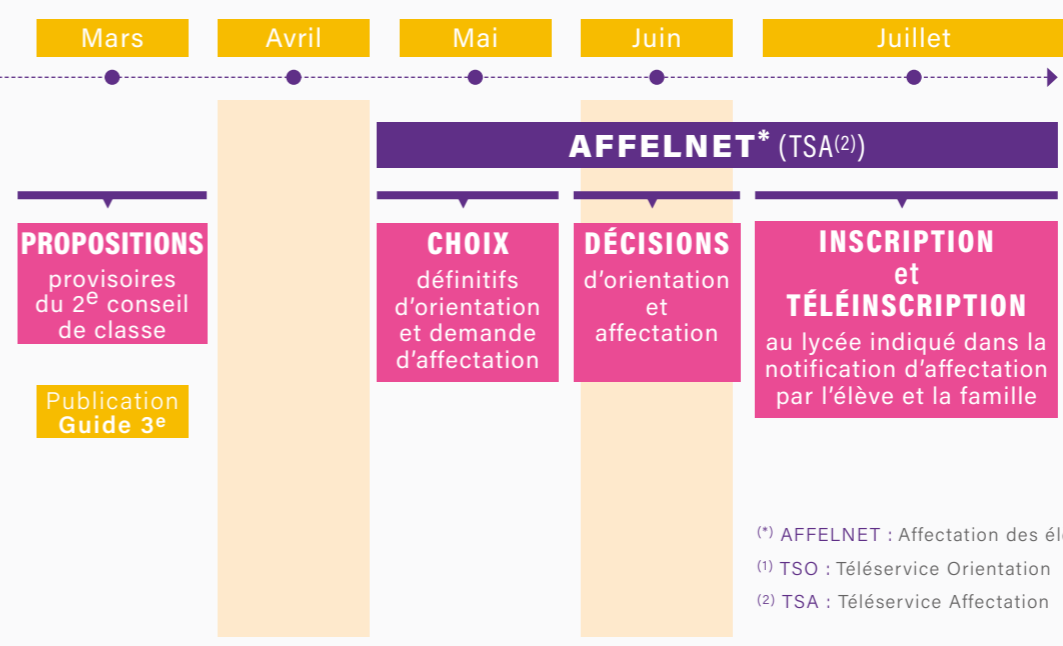 Mars
Avril
Mai
Juin
Juillet
AFFELNET* (TSA(2))
PROPOSITIONS
provisoires
du 2e conseil
de classe
CHOIX
définitifs
d'orientation
et demande
d'affectation
DÉCISIONS
d'orientation
et
affectation
INSCRIPTION
et
TÉLÉINSCRIPTION
au lycée indiqué dans la
notification d'affectation
par l'élève et la famille
Publication
Guide 3e
(*) AFFELNET : Affectation des
(1) TSO : Téléservice Orientation
(2) TSA : Téléservice Affectation